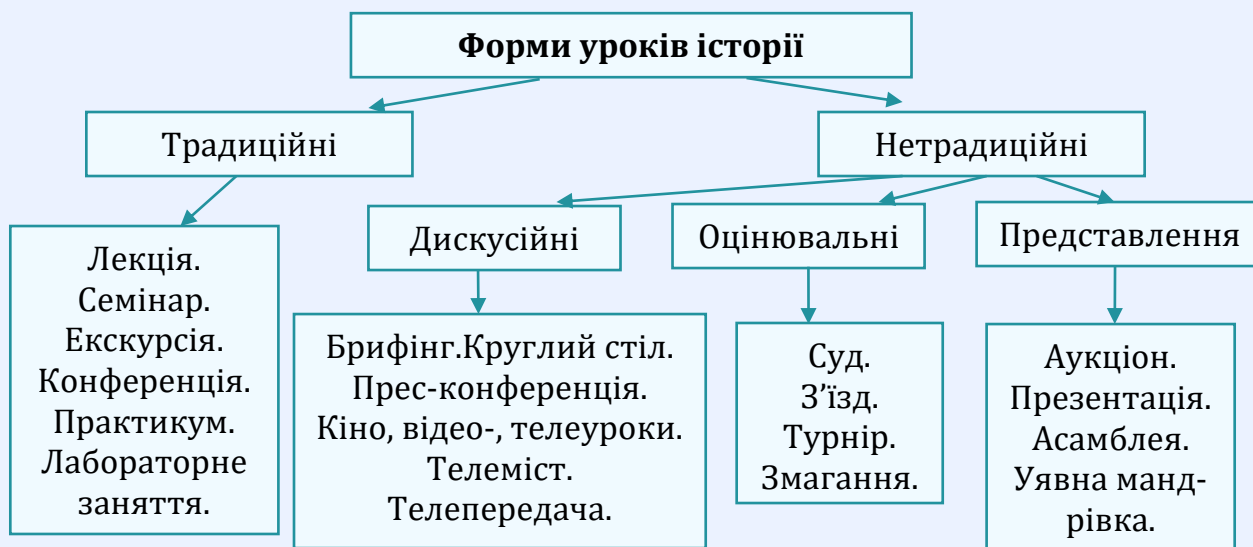 Форми уроків історії
Традиційні
Нетрадиційні
Дискусійні
Оцінювальні
Представлення
Лекція.
Семінар.
Екскурсія.
Конференція.
Практикум.
Лабораторне
заняття.
Брифінг.Круглий стіл.
Прес-конференція.
Кіно, відео-, телеуроки.
Телеміст.
Телепередача.
Суд.
З’їзд.
Турнір.
Змагання.
Аукціон.
Презентація.
Асамблея.
Уявна манд-
рівка.